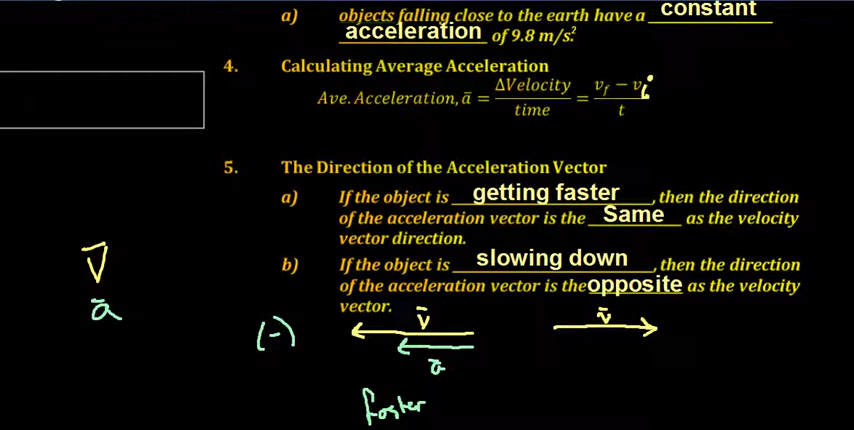 a) objects falling close to the earth have a constant
acceleration of 9.8 m/s².
4. Calculating Average Acceleration
Ave. Acceleration, ā = ΔVelocity / time = vf − vi / t
5. The Direction of the Acceleration Vector
a) If the object is getting faster, then the direction
of the acceleration vector is the Same as the velocity
vector direction.
b) If the object is slowing down, then the direction
of the acceleration vector is the opposite as the velocity
vector.
v̄
ā
(-)
v̄
v̄
ā
faster